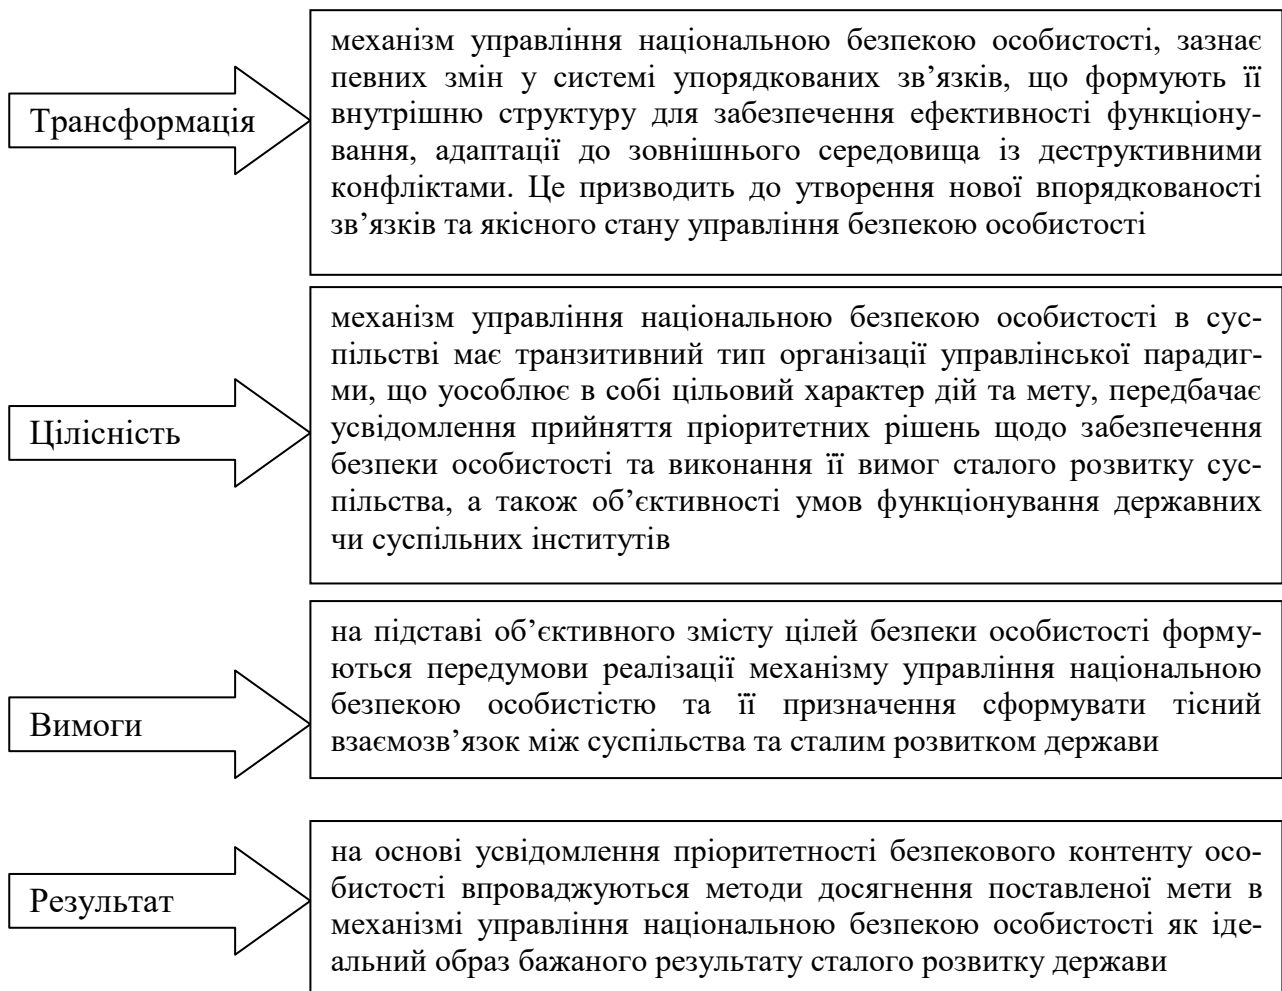 Трансформація
механізм управління національною безпекою особистості, зазнає
певних змін у системі упорядкованих зв’язків, що формують її
внутрішню структуру для забезпечення ефективності функціону-
вання, адаптації до зовнішнього середовища із деструктивними
конфліктами. Це призводить до утворення нової впорядкованості
зв’язків та якісного стану управління безпекою особистості
Цілісність
механізм управління національною безпекою особистості в сус-
пільстві має транзитивний тип організації управлінської парадиг-
ми, що уособлює в собі цільовий характер дій та мету, передбачає
усвідомлення прийняття пріоритетних рішень щодо забезпечення
безпеки особистості та виконання її вимог сталого розвитку сус-
пільства, а також об’єктивності умов функціонування державних
чи суспільних інститутів
Вимоги
на підставі об’єктивного змісту цілей безпеки особистості форму-
ються передумови реалізації механізму управління національною
безпекою особистістю та її призначення сформувати тісний
взаємозв’язок між суспільства та сталим розвитком держави
Результат
на основі усвідомлення пріоритетності безпекового контенту осо-
бистості впроваджуються методи досягнення поставленої мети в
механізмі управління національною безпекою особистості як іде-
альний образ бажаного результату сталого розвитку держави